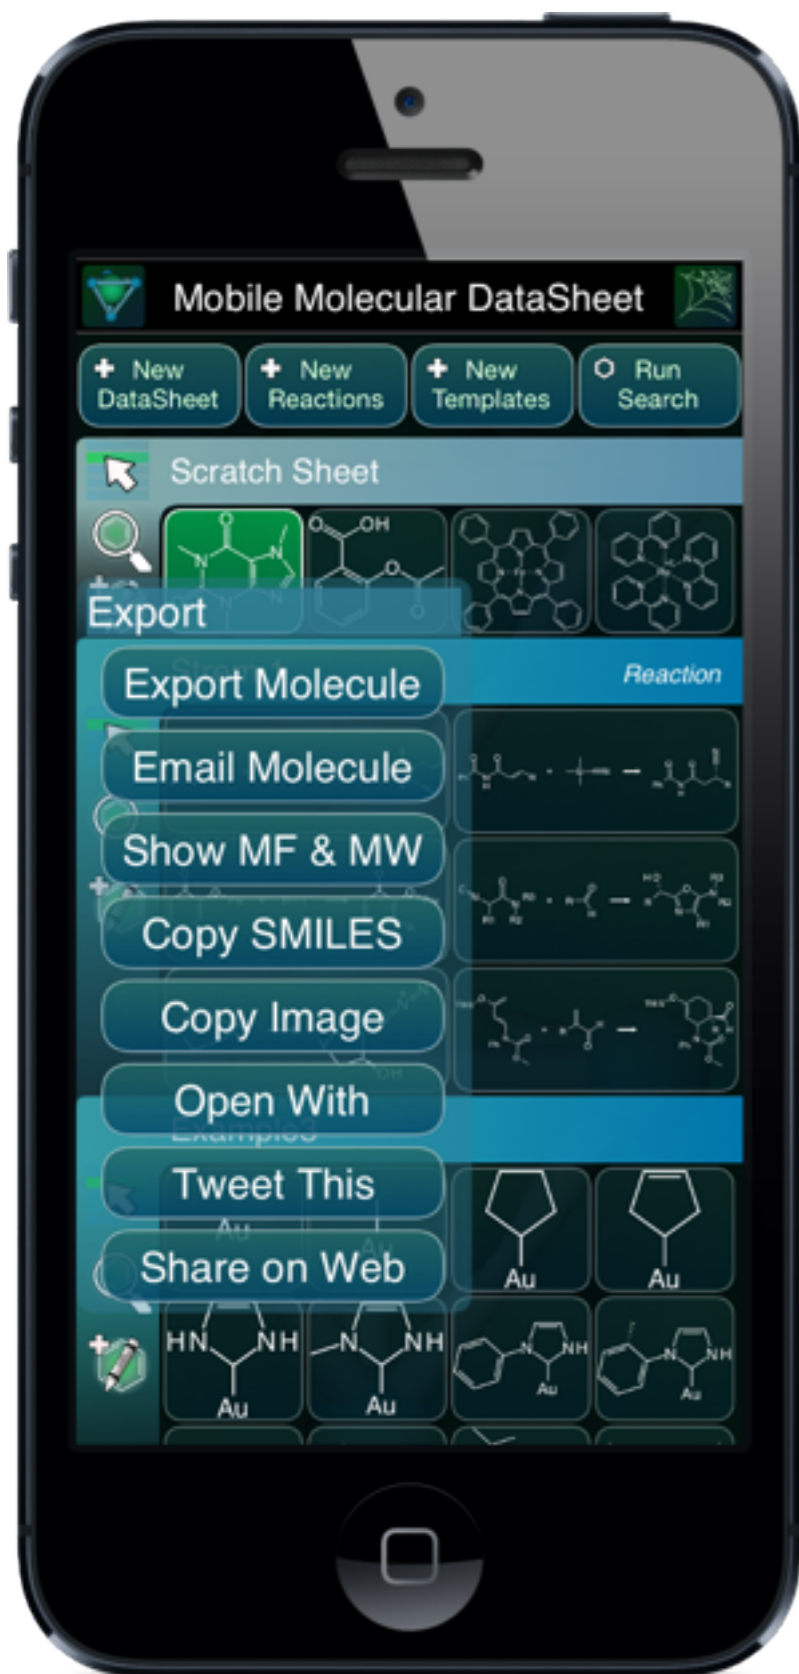 Mobile Molecular DataSheet
New DataSheet
New Reactions
New Templates
Run Search
Scratch Sheet
O
OH
O
N
N
N
O
O
Export
Reaction
Export Molecule
Email Molecule
Show MF & MW
Copy SMILES
Copy Image
OH
Open With
Example3
Tweet This
Au
Au
Au
Share on Web
HN
NH
Au
N
NH
Au
N
NH
Au
N
NH
Au